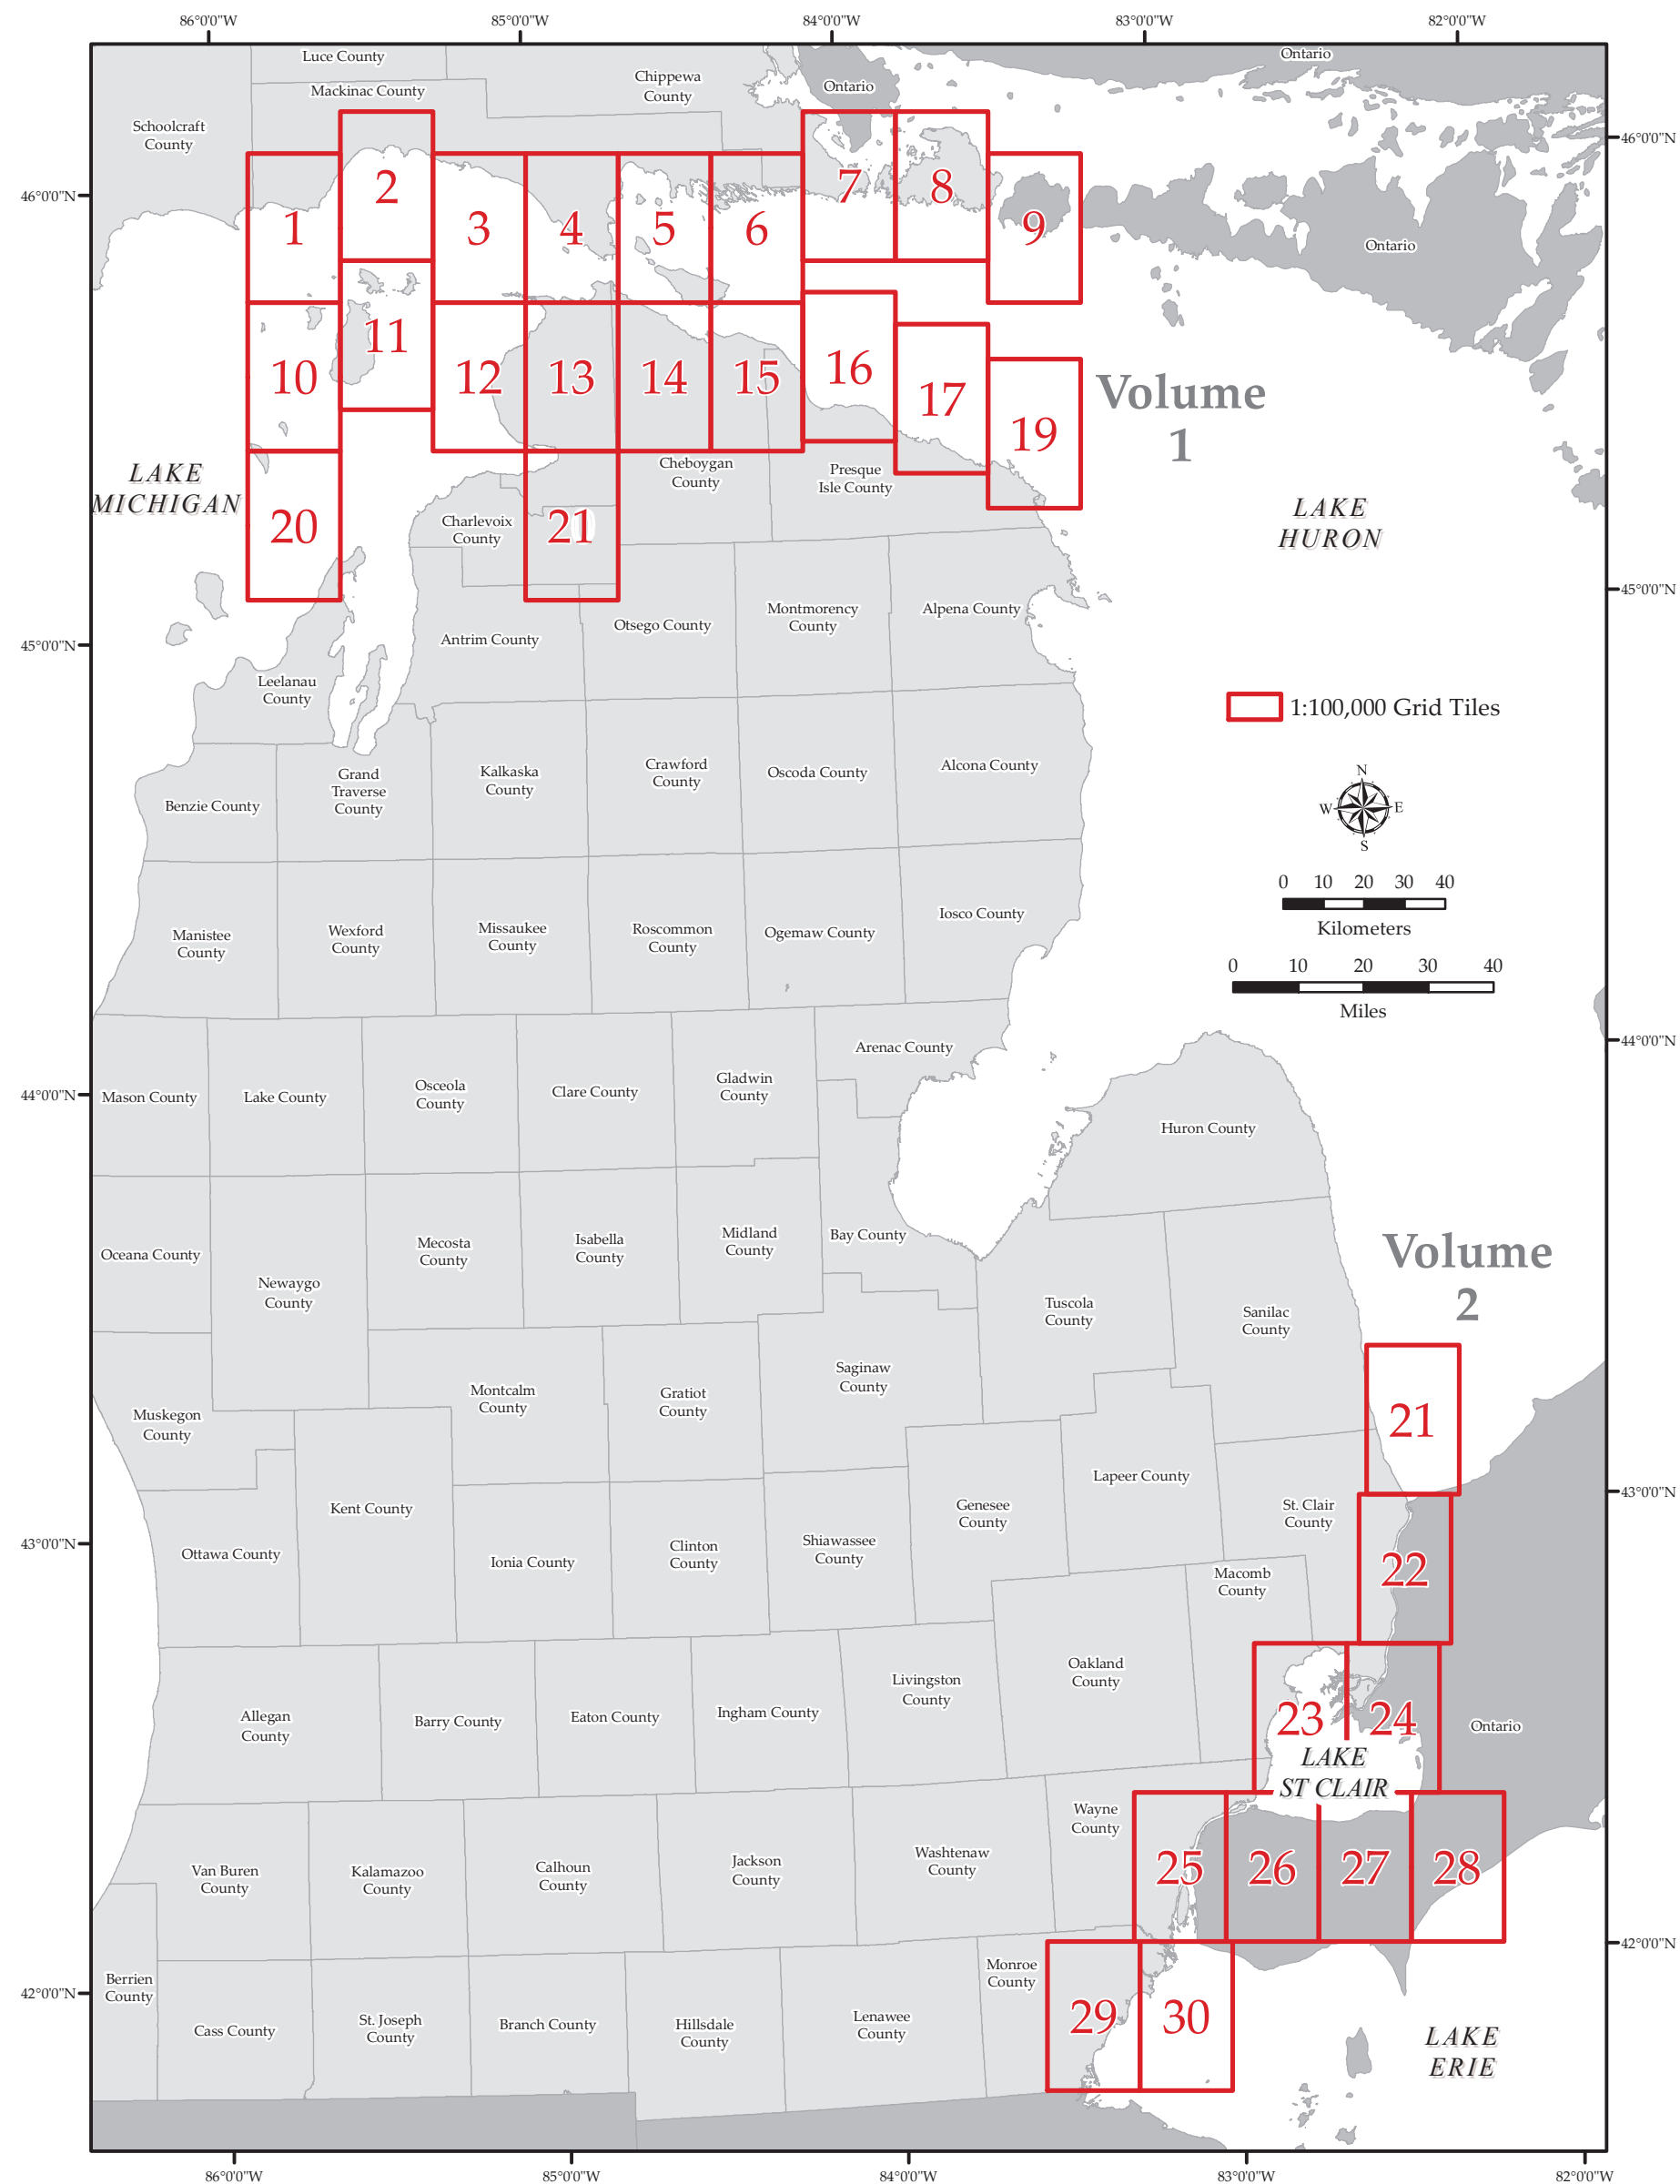 86°0'0"W 85°0'0"W 84°0'0"W 83°0'0"W 82°0'0"W
Luce County
Ontario
Chippewa
County
Mackinac County
Ontario
Schoolcraft
County
46°0'0"N
46°0'0"N
2
7
8
1
3
4
5
6
9
Ontario
11
10
12
13
14
15
16
17
19
Volume
1
LAKE
MICHIGAN
Cheboygan
County
Presque
Isle County
LAKE
HURON
20
Charlevoix
County
21
45°0'0"N
Montmorency
County
Alpena County
Otsego County
Antrim County
45°0'0"N
Leelanau
County
1:100,000 Grid Tiles
Grand
Traverse
County
Kalkaska
County
Crawford
County
Oscoda County
Alcona County
Benzie County
N
W
E
S
0 10 20 30 40
Kilometers
Manistee
County
Wexford
County
Missaukee
County
Roscommon
County
Ogemaw County
Iosco County
0 10 20 30 40
Miles
44°0'0"N
Arenac County
44°0'0"N
Mason County
Lake County
Osceola
County
Clare County
Gladwin
County
Huron County
Oceana County
Newaygo
County
Mecosta
County
Isabella
County
Midland
County
Bay County
Volume
2
Tuscola
County
Sanilac
County
Muskegon
County
Montcalm
County
Gratiot
County
Saginaw
County
21
Lapeer County
43°0'0"N
43°0'0"N
Kent County
Genesee
County
St. Clair
County
Ottawa County
Ionia County
Clinton
County
Shiawassee
County
Macomb
County
22
Livingston
County
Oakland
County
Allegan
County
Barry County
Eaton County
Ingham County
23
24
Ontario
LAKE
ST CLAIR
Wayne
County
Van Buren
County
Kalamazoo
County
Calhoun
County
Jackson
County
Washtenaw
County
25
26
27
28
42°0'0"N
42°0'0"N
Berrien
County
Monroe
County
Cass County
St. Joseph
County
Branch County
Hillsdale
County
Lenawee
County
29
30
LAKE
ERIE
86°0'0"W 85°0'0"W 84°0'0"W 83°0'0"W 82°0'0"W